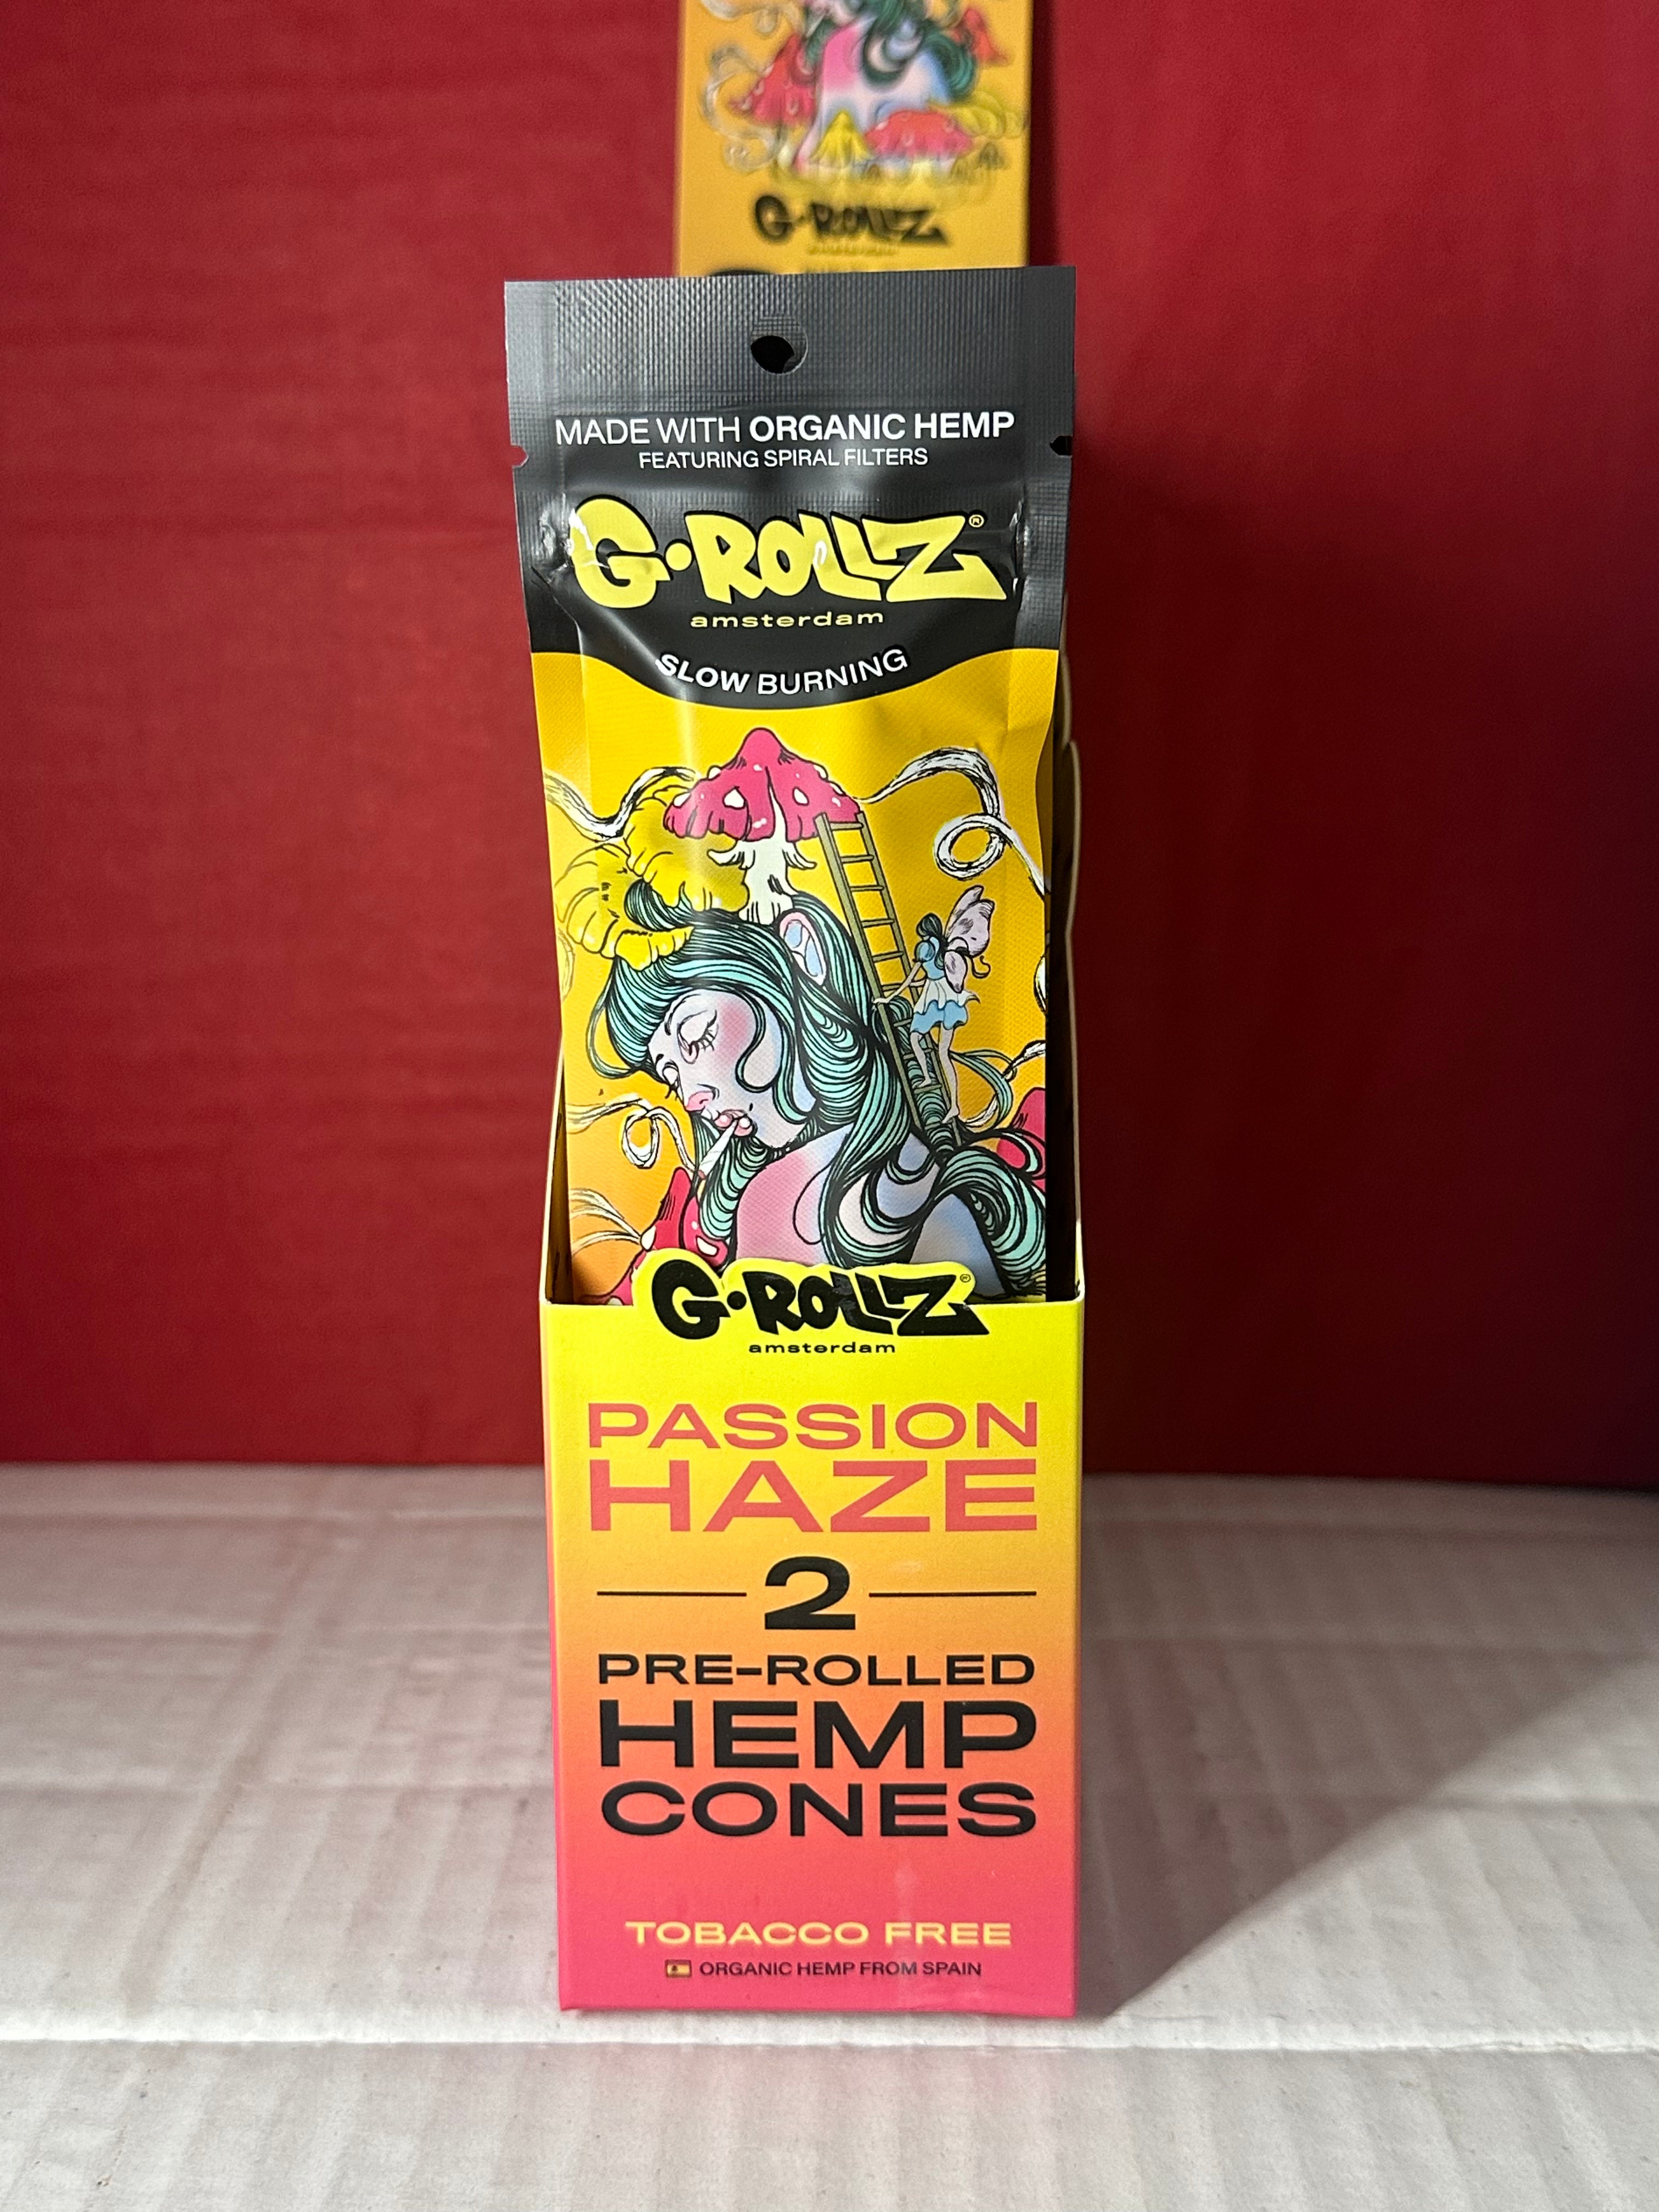 G·ROLLZ
MADE WITH ORGANIC HEMP
FEATURING SPIRAL FILTERS
G·ROLLZ®
amsterdam
SLOW BURNING
G·ROLLZ®
amsterdam
PASSION
HAZE
2
PRE-ROLLED
HEMP
CONES
TOBACCO FREE
ORGANIC HEMP FROM SPAIN